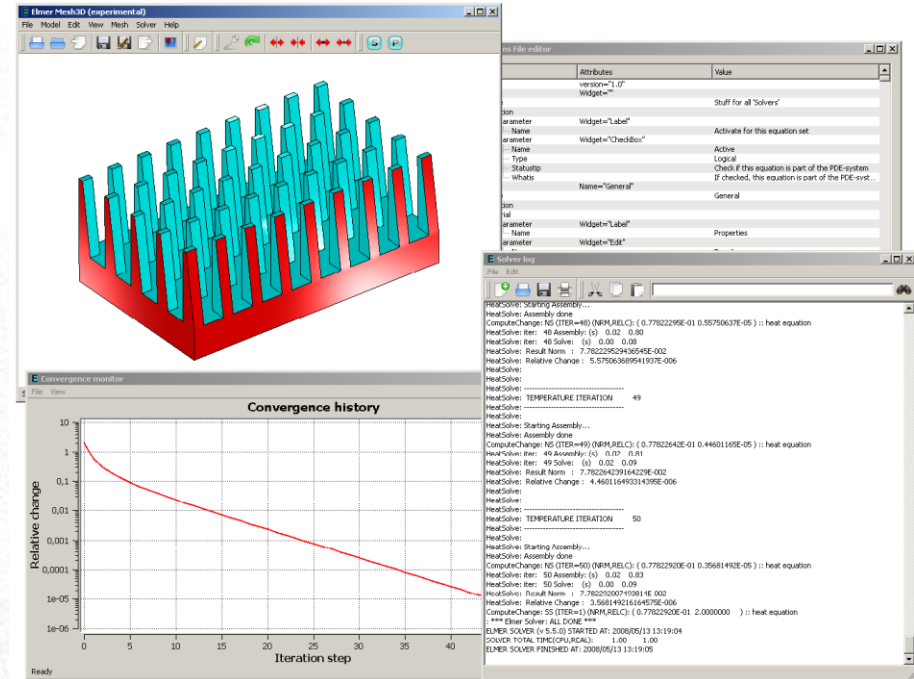 Elmer Mesh3D (experimental)
File Model Edit View Mesh Solver Help
S P
ns File editor
Attributes Value
version="1.0"
Widget=""
Stuff for all 'Solvers'
tion
arameter Widget="Label"
Name Activate for this equation set
arameter Widget="CheckBox"
Name Active
Type Logical
Statustip Check if this equation is part of the PDE-system
Whatis If checked, this equation is part of the PDE-syst...
Name="General"
General
tion
rial
arameter Widget="Label"
Name Properties
arameter Widget="Edit"
Solver log
File Edit
HeatSolve: Starting Assembly...
HeatSolve: Assembly done
ComputeChange: NS (ITER=48) (NRM,RELC): ( 0.77822295E-01 0.55750637E-05 ) :: heat equation
HeatSolve: iter: 48 Assembly: (s) 0.02 0.80
HeatSolve: iter: 48 Solve: (s) 0.00 0.08
HeatSolve: Result Norm : 7.782229529436545E-002
HeatSolve: Relative Change : 5.575063689541937E-006
HeatSolve:
HeatSolve:
HeatSolve: -------------------------------------
HeatSolve: TEMPERATURE ITERATION 49
HeatSolve: -------------------------------------
HeatSolve:
HeatSolve: Starting Assembly...
HeatSolve: Assembly done
ComputeChange: NS (ITER=49) (NRM,RELC): ( 0.77822642E-01 0.44601165E-05 ) :: heat equation
HeatSolve: iter: 49 Assembly: (s) 0.02 0.81
HeatSolve: iter: 49 Solve: (s) 0.02 0.09
HeatSolve: Result Norm : 7.782264239164229E-002
HeatSolve: Relative Change : 4.460116493314395E-006
HeatSolve:
HeatSolve:
HeatSolve: -------------------------------------
HeatSolve: TEMPERATURE ITERATION 50
HeatSolve: -------------------------------------
HeatSolve:
HeatSolve: Starting Assembly...
HeatSolve: Assembly done
ComputeChange: NS (ITER=50) (NRM,RELC): ( 0.77822920E-01 0.35681492E-05 ) :: heat equation
HeatSolve: iter: 50 Assembly: (s) 0.02 0.83
HeatSolve: iter: 50 Solve: (s) 0.00 0.09
HeatSolve: Result Norm : 7.782292007493814E-002
HeatSolve: Relative Change : 3.568149216164575E-006
ComputeChange: SS (ITER=1) (NRM,RELC): ( 0.77822920E-01 2.0000000 ) :: heat equation
: *** Elmer Solver: ALL DONE ***
ELMER SOLVER (v 5.5.0) STARTED AT: 2008/05/13 13:19:04
SOLVER TOTAL TIME(CPU,REAL): 1.00 1.00
ELMER SOLVER FINISHED AT: 2008/05/13 13:19:05
Convergence monitor
File View
Convergence history
Relative change
10
1
0,1
0,01
0,001
0,0001
1e-05
1e-06
0 5 10 15 20 25 30 35 40
Iteration step
Ready